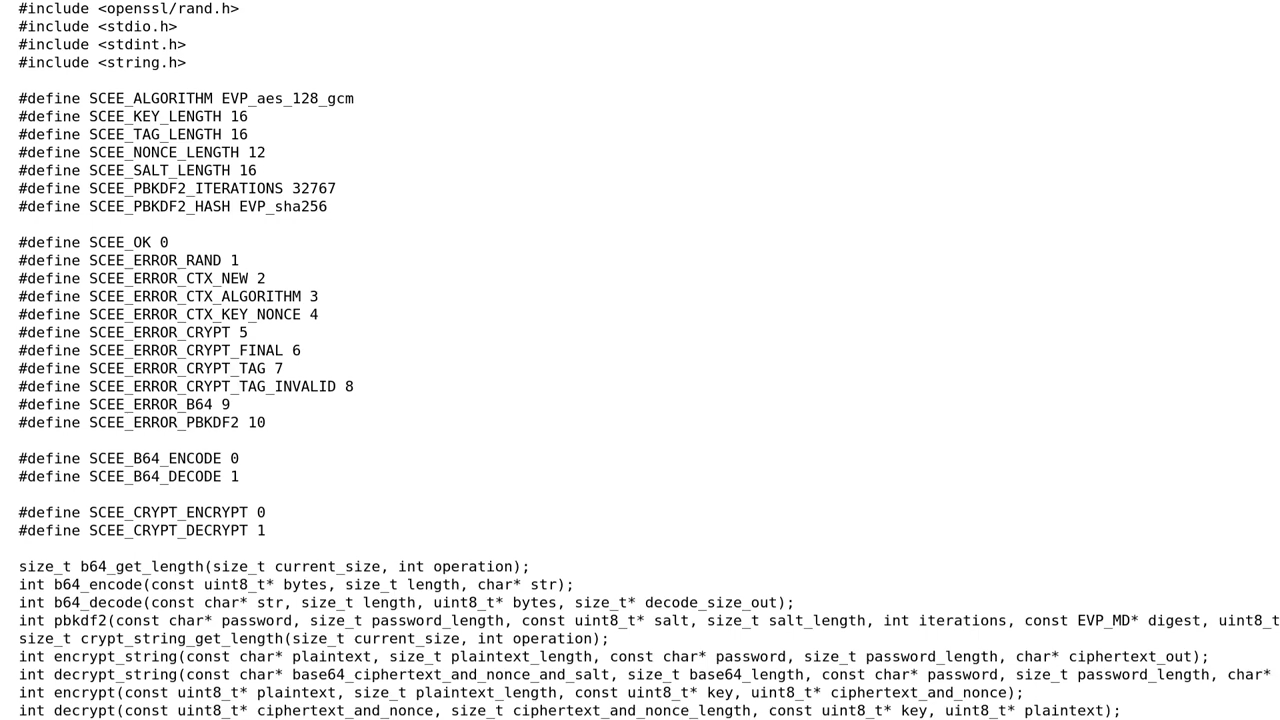 #include <openssl/rand.h>
#include <stdio.h>
#include <stdint.h>
#include <string.h>
#define SCEE_ALGORITHM EVP_aes_128_gcm
#define SCEE_KEY_LENGTH 16
#define SCEE_TAG_LENGTH 16
#define SCEE_NONCE_LENGTH 12
#define SCEE_SALT_LENGTH 16
#define SCEE_PBKDF2_ITERATIONS 32767
#define SCEE_PBKDF2_HASH EVP_sha256
#define SCEE_OK 0
#define SCEE_ERROR_RAND 1
#define SCEE_ERROR_CTX_NEW 2
#define SCEE_ERROR_CTX_ALGORITHM 3
#define SCEE_ERROR_CTX_KEY_NONCE 4
#define SCEE_ERROR_CRYPT 5
#define SCEE_ERROR_CRYPT_FINAL 6
#define SCEE_ERROR_CRYPT_TAG 7
#define SCEE_ERROR_CRYPT_TAG_INVALID 8
#define SCEE_ERROR_B64 9
#define SCEE_ERROR_PBKDF2 10
#define SCEE_B64_ENCODE 0
#define SCEE_B64_DECODE 1
#define SCEE_CRYPT_ENCRYPT 0
#define SCEE_CRYPT_DECRYPT 1
size_t b64_get_length(size_t current_size, int operation);
int b64_encode(const uint8_t* bytes, size_t length, char* str);
int b64_decode(const char* str, size_t length, uint8_t* bytes, size_t* decode_size_out);
int pbkdf2(const char* password, size_t password_length, const uint8_t* salt, size_t salt_length, int iterations, const EVP_MD* digest, uint8_t
size_t crypt_string_get_length(size_t current_size, int operation);
int encrypt_string(const char* plaintext, size_t plaintext_length, const char* password, size_t password_length, char* ciphertext_out);
int decrypt_string(const char* base64_ciphertext_and_nonce_and_salt, size_t base64_length, const char* password, size_t password_length, char*
int encrypt(const uint8_t* plaintext, size_t plaintext_length, const uint8_t* key, uint8_t* ciphertext_and_nonce);
int decrypt(const uint8_t* ciphertext_and_nonce, size_t ciphertext_and_nonce_length, const uint8_t* key, uint8_t* plaintext);